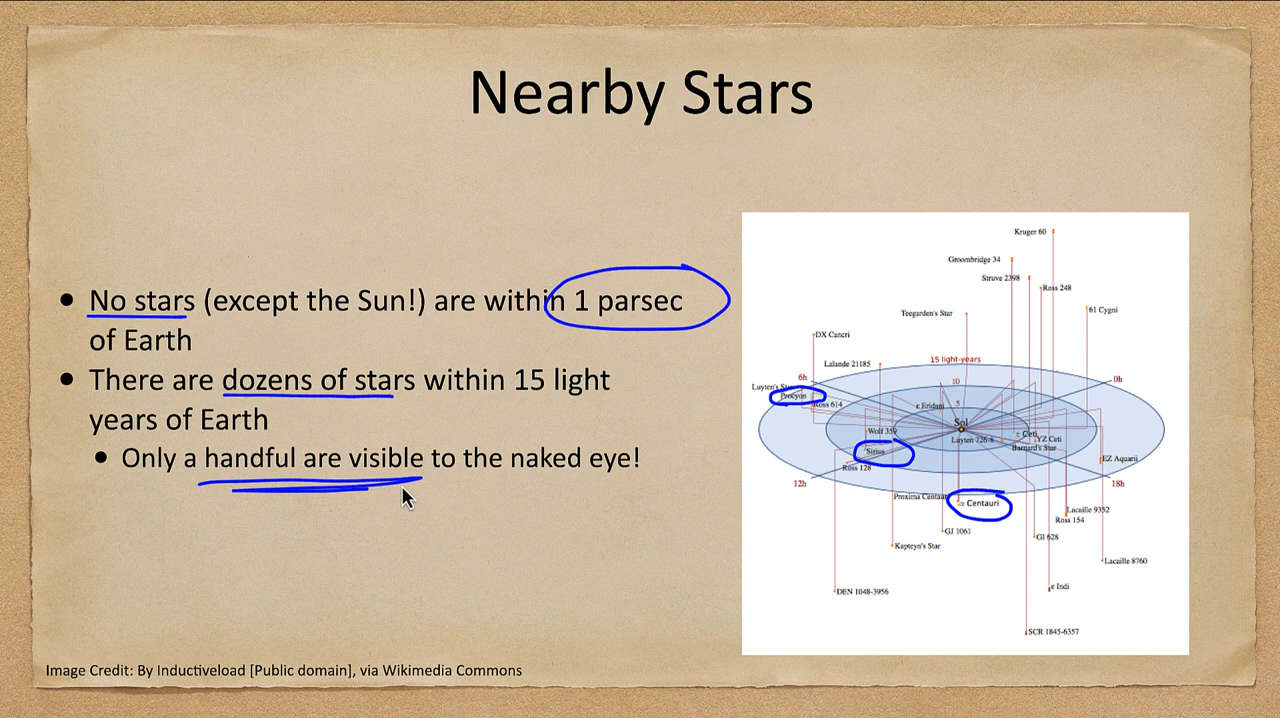 Nearby Stars
• No stars (except the Sun!) are within 1 parsec
of Earth
• There are dozens of stars within 15 light
years of Earth
• Only a handful are visible to the naked eye!
Kruger 60
Groombridge 34
Struve 2398
Ross 248
Teegarden's Star
61 Cygni
DX Cancri
15 light-years
Lalande 21185
6h
10
0h
Luyten's
Procyon
Ross 614
ε Eridani
5
Sol
Wolf 359
Luyten 726-8
Ceti
YZ Ceti
Barnard's Star
Sirius
EZ Aquarii
Ross 128
12h
18h
Proxima
α Centauri
Lacaille 9352
Ross 154
GJ 1061
GI 628
Kapteyn's Star
Lacaille 8760
DEN 1048-3956
ε Indi
SCR 1845-6357
Image Credit: By Inductiveload [Public domain], via Wikimedia Commons